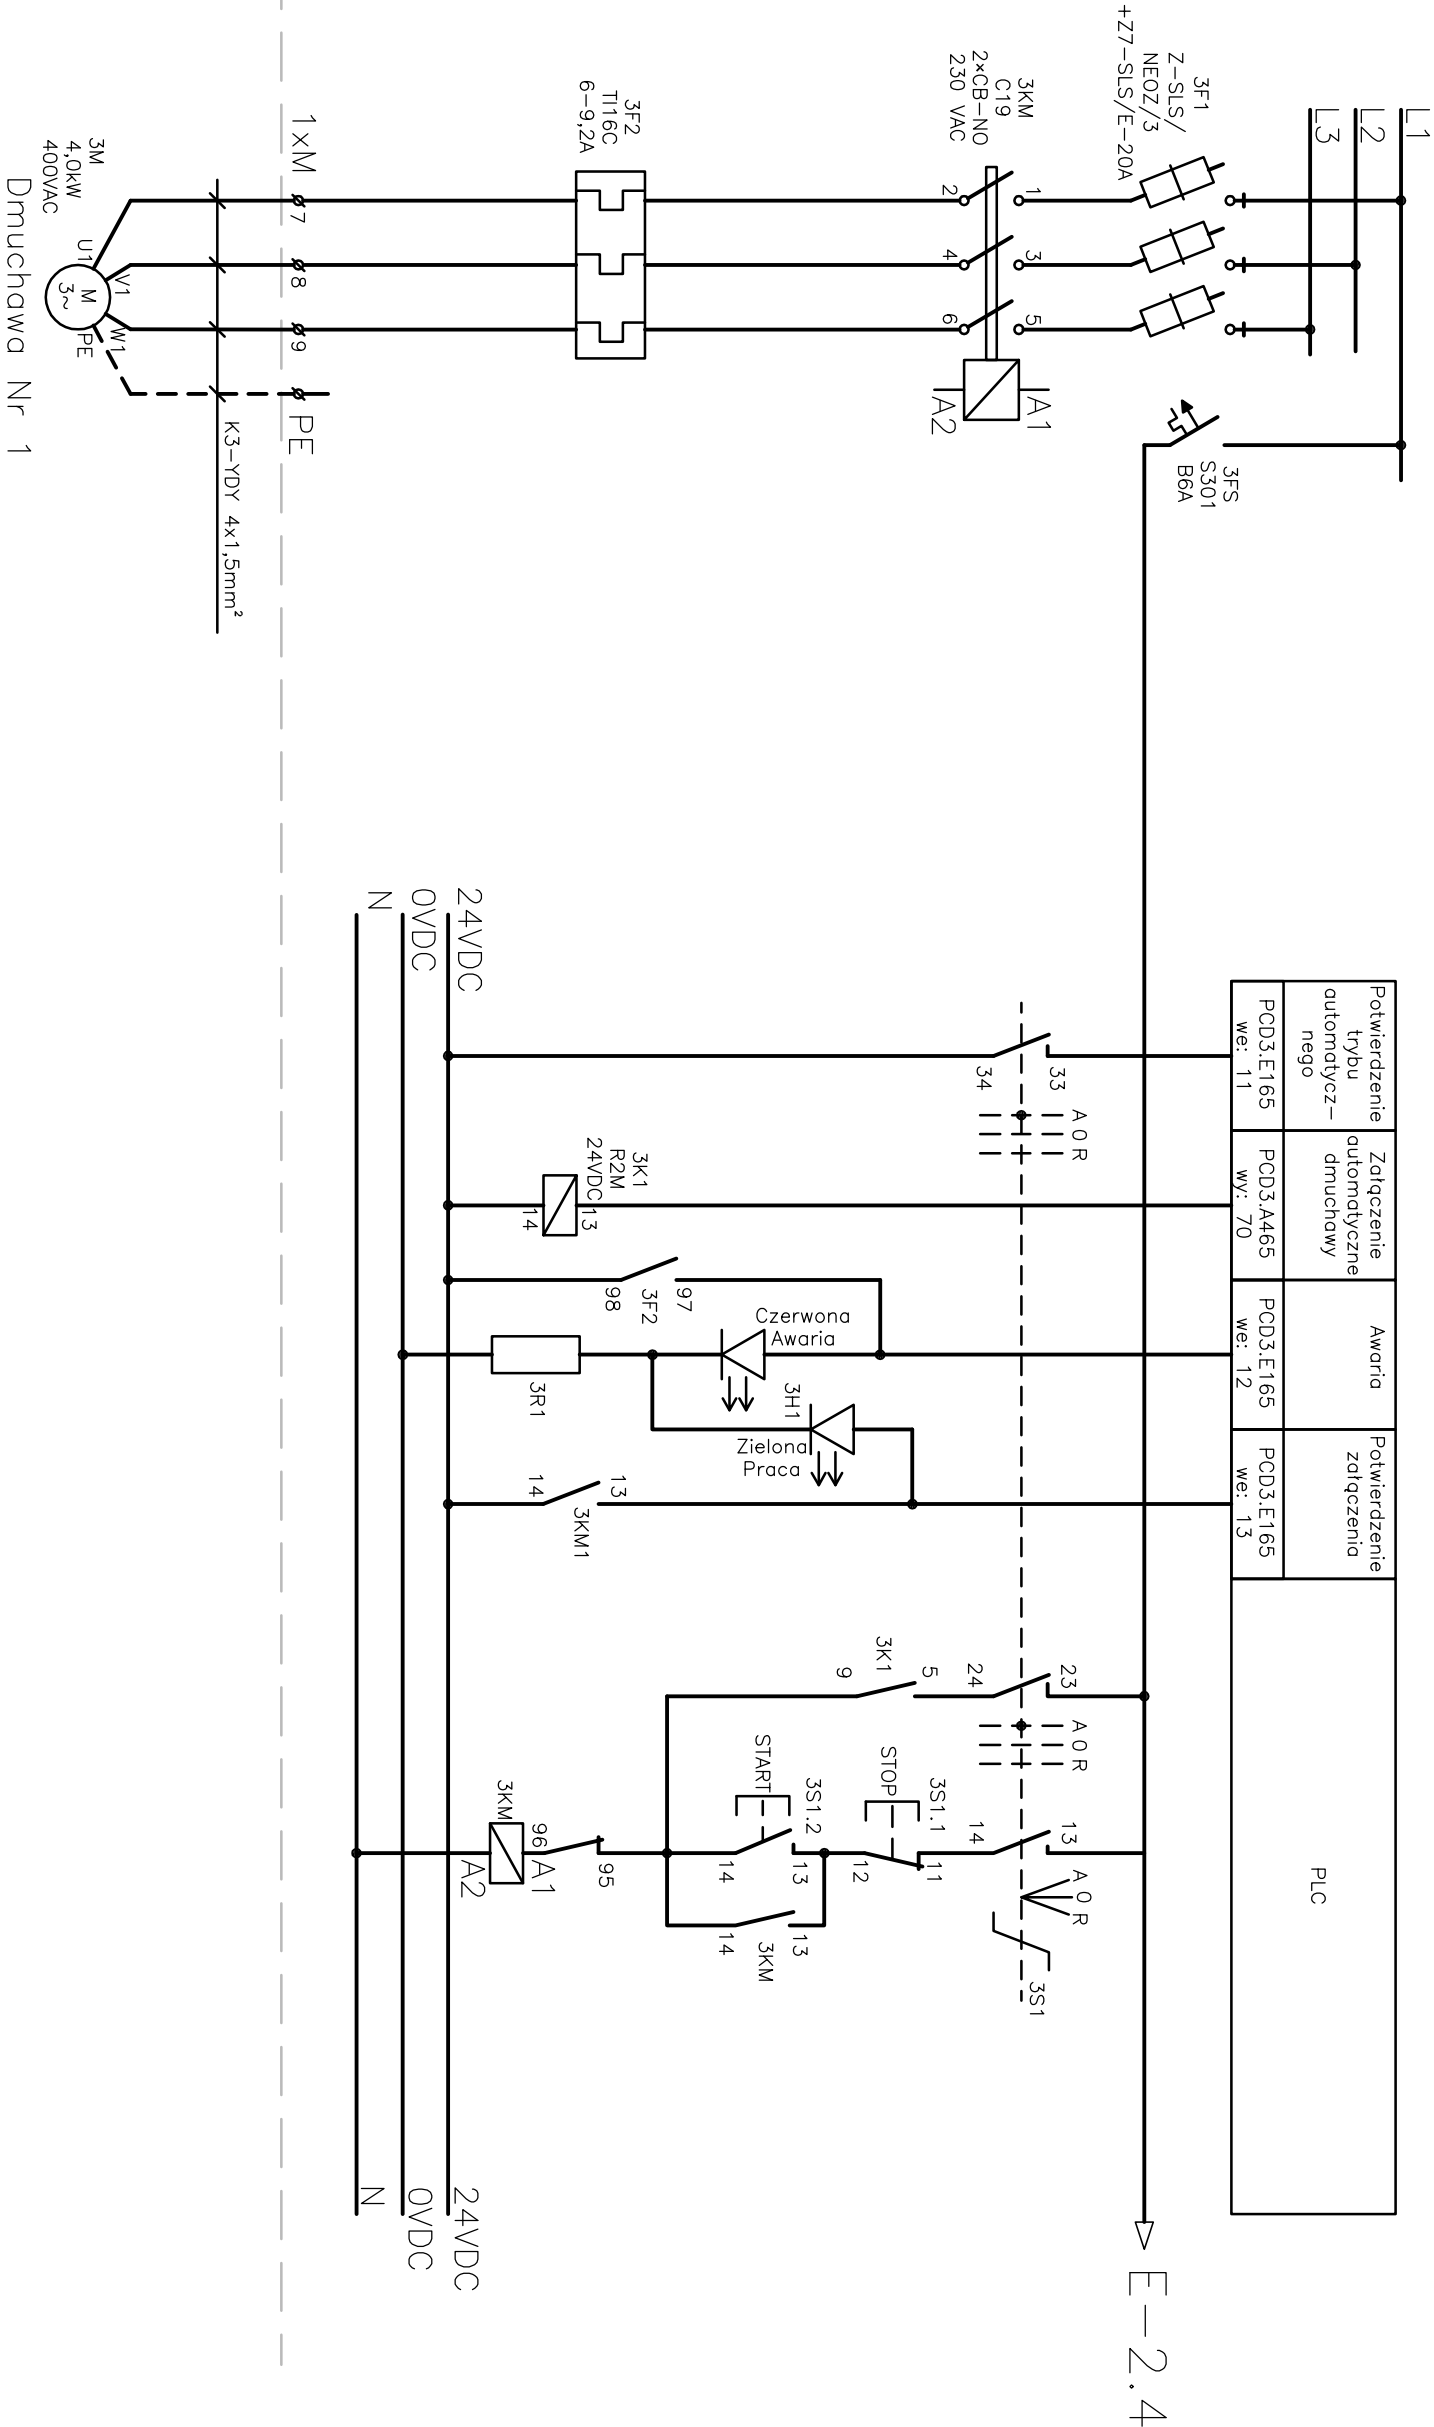 L1
L2
L3
3F1
Z-SLS/
NEOZ/3
+Z7-SLS/E-20A
3KM
C19
2×CB-NO
230 VAC
1
3
5
2
4
6
A1
A2
3FS
S301
B6A
3F2
TI16C
6-9,2A
1xM
7
8
9
PE
K3-YDY 4x1,5mm²
3M
4,0kW
400VAC
U1
V1
W1
PE
M
3~
Dmuchawa Nr 1
Potwierdzenie
trybu
automatycz-
nego
PCD3.E165
we: 11
Załączenie
automatyczne
dmuchawy
PCD3.A465
wy: 70
Awaria
PCD3.E165
we: 12
Potwierdzenie
załączenia
PCD3.E165
we: 13
PLC
E-2.4
33
34
A 0 R
3K1
R2M
24VDC
13
14
97
98
3F2
Czerwona
Awaria
3H1
Zielona
Praca
3R1
13
14
3KM1
23
24
A 0 R
3K1
5
9
13
14
A 0 R
3S1
3S1.1
STOP
11
12
3S1.2
START
13
14
13
14
3KM
95
96
3KM
A1
A2
24VDC
0VDC
N
24VDC
0VDC
N